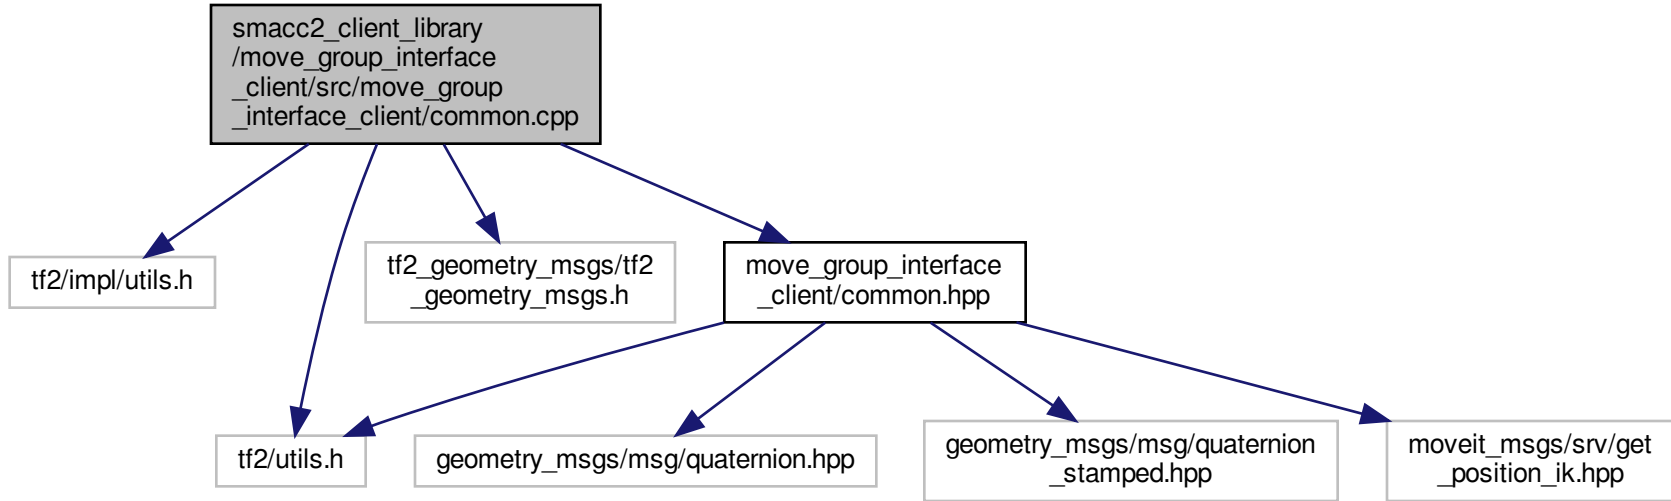 smacc2_client_library
/move_group_interface
_client/src/move_group
_interface_client/common.cpp
tf2/impl/utils.h
tf2_geometry_msgs/tf2
_geometry_msgs.h
move_group_interface
_client/common.hpp
tf2/utils.h
geometry_msgs/msg/quaternion.hpp
geometry_msgs/msg/quaternion
_stamped.hpp
moveit_msgs/srv/get
_position_ik.hpp